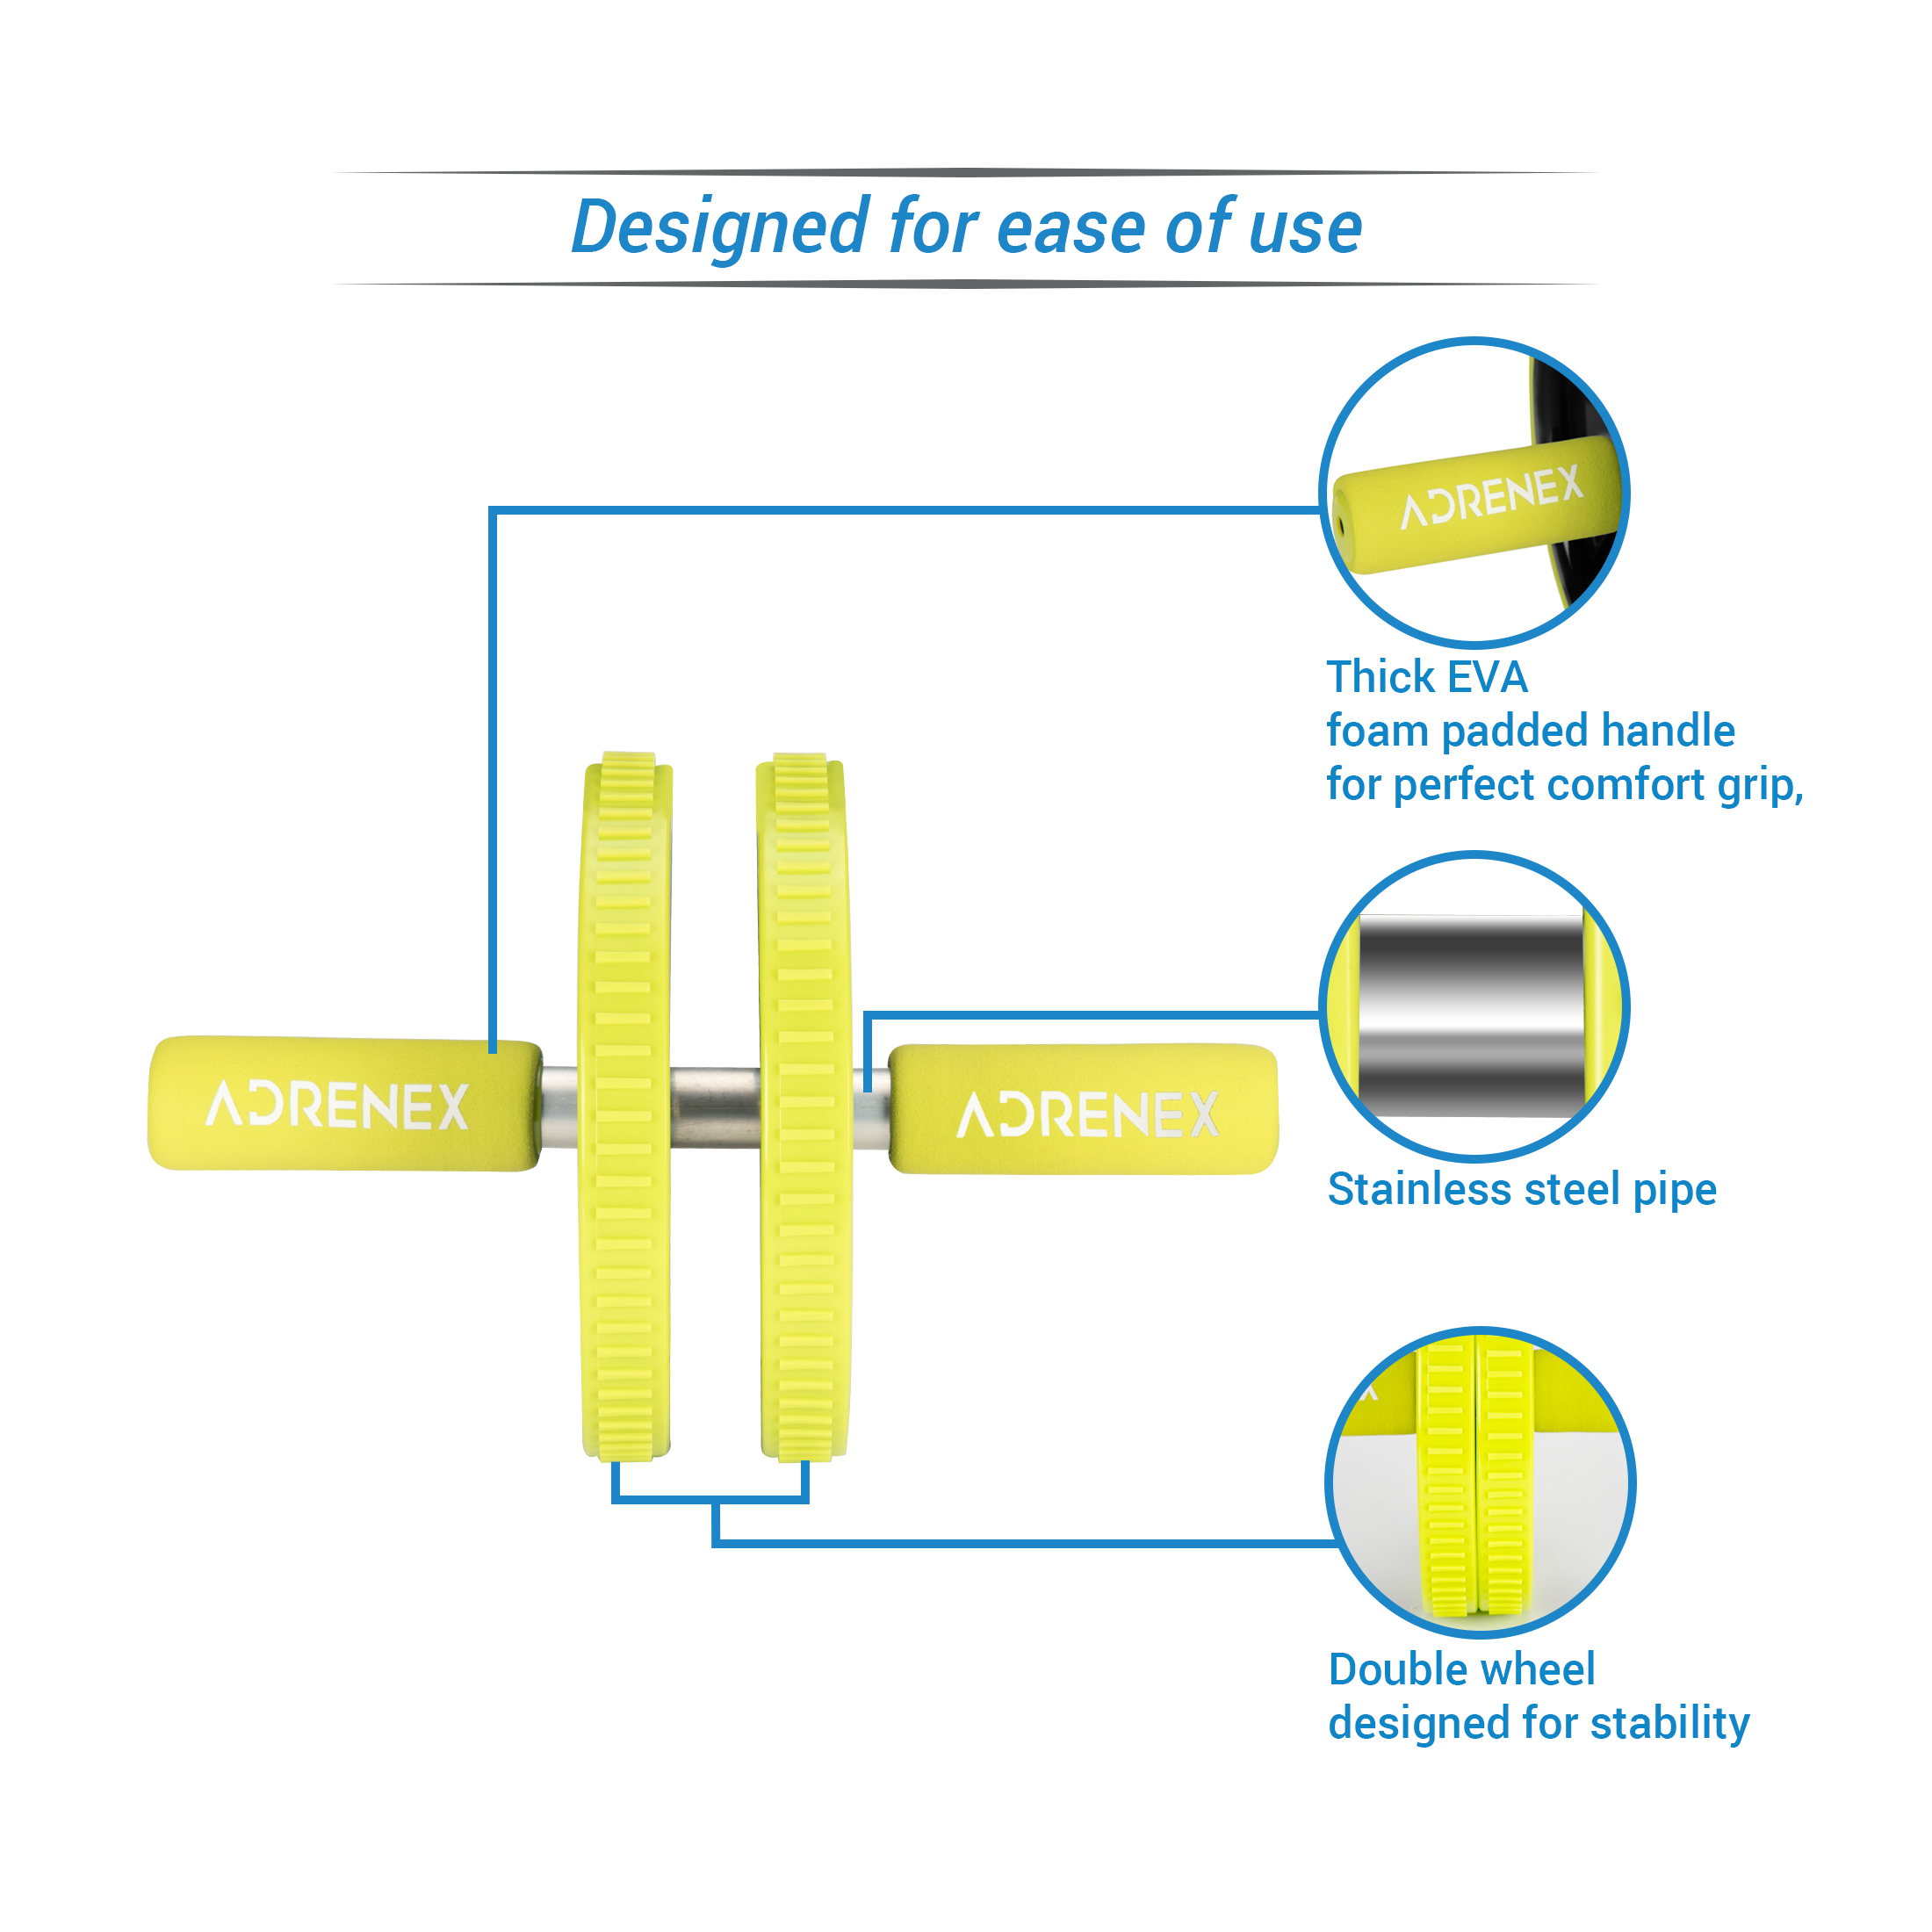 Designed for ease of use
ADRENEX
Thick EVA
foam padded handle
for perfect comfort grip,
ADRENEX
ADRENEX
Stainless steel pipe
Double wheel
designed for stability